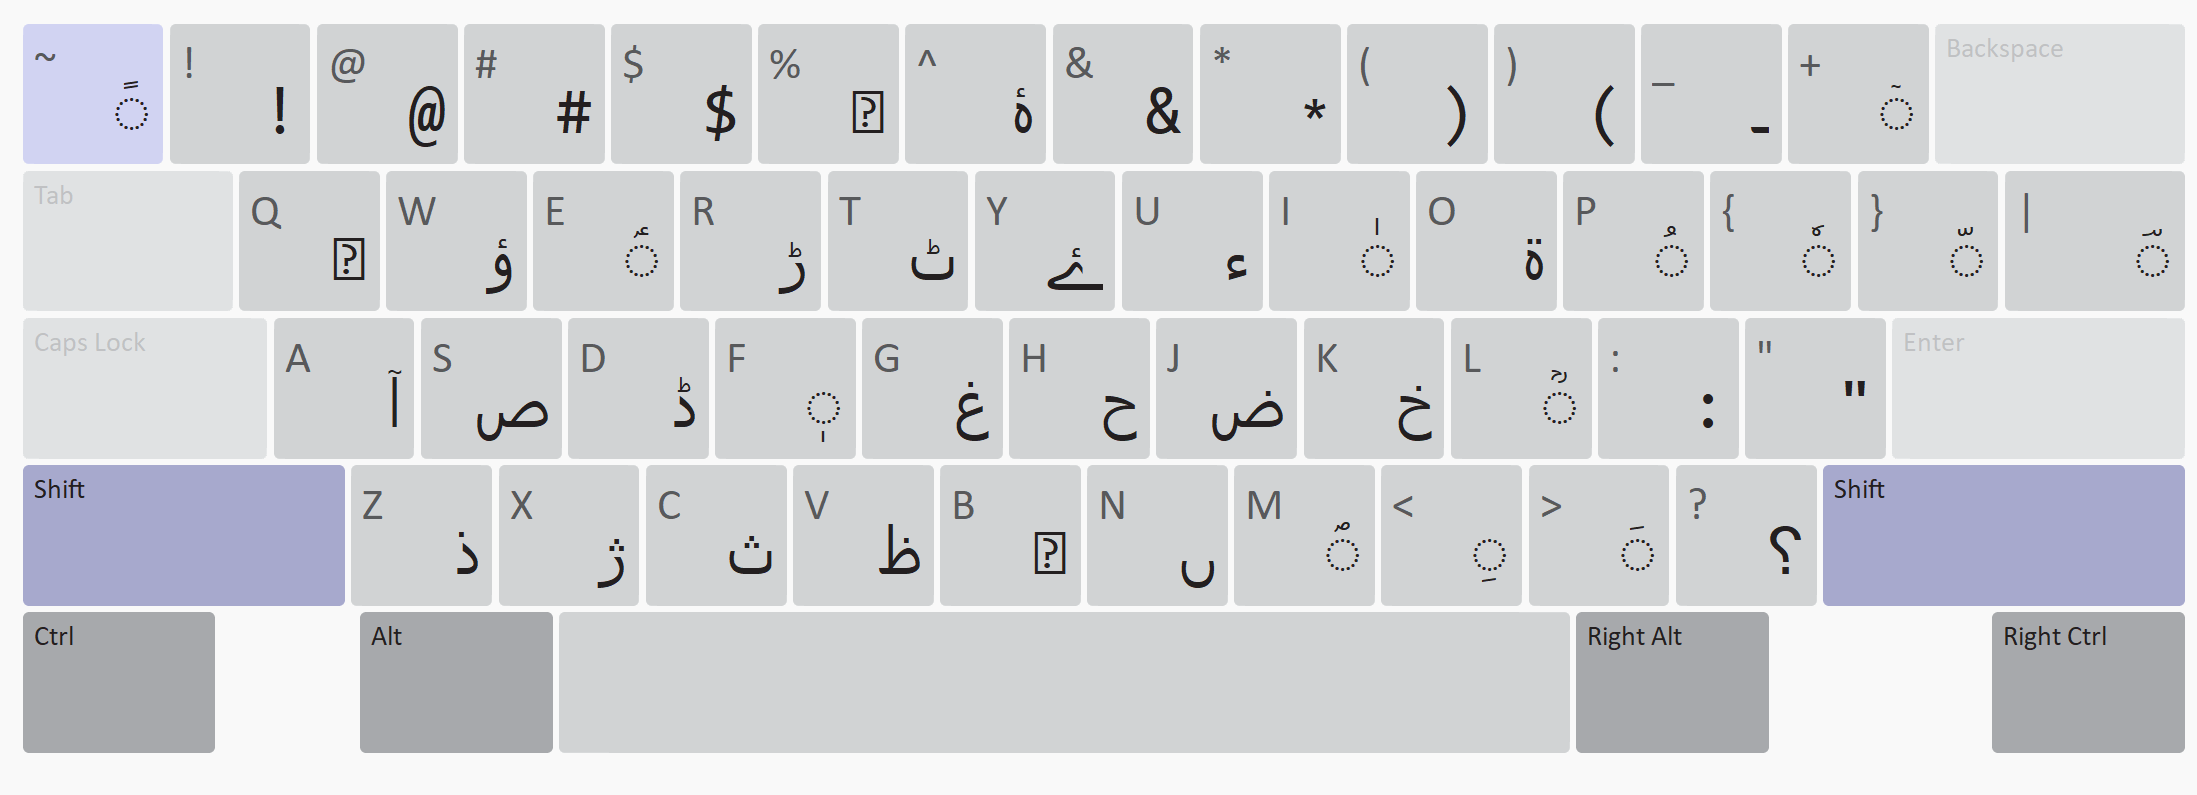 ~ ً ! ! @ @ # # $ $ % ^ ۂ & & * * ( ) ) ( _ ـ + ٓ Backspace
Tab Q W ؤ E ؑ R ڑ T ٹ Y ۓ U ء I ٰ O ۃ P ُ { } ّ |
Caps Lock A آ S ص D ڈ F ٖ G غ H ح J ض K خ L ؒ : : " " Enter
Shift Z ذ X ژ C ث V ظ B N ں M ؐ < ِ > َ ? ؟ Shift
Ctrl Alt Right Alt Right Ctrl